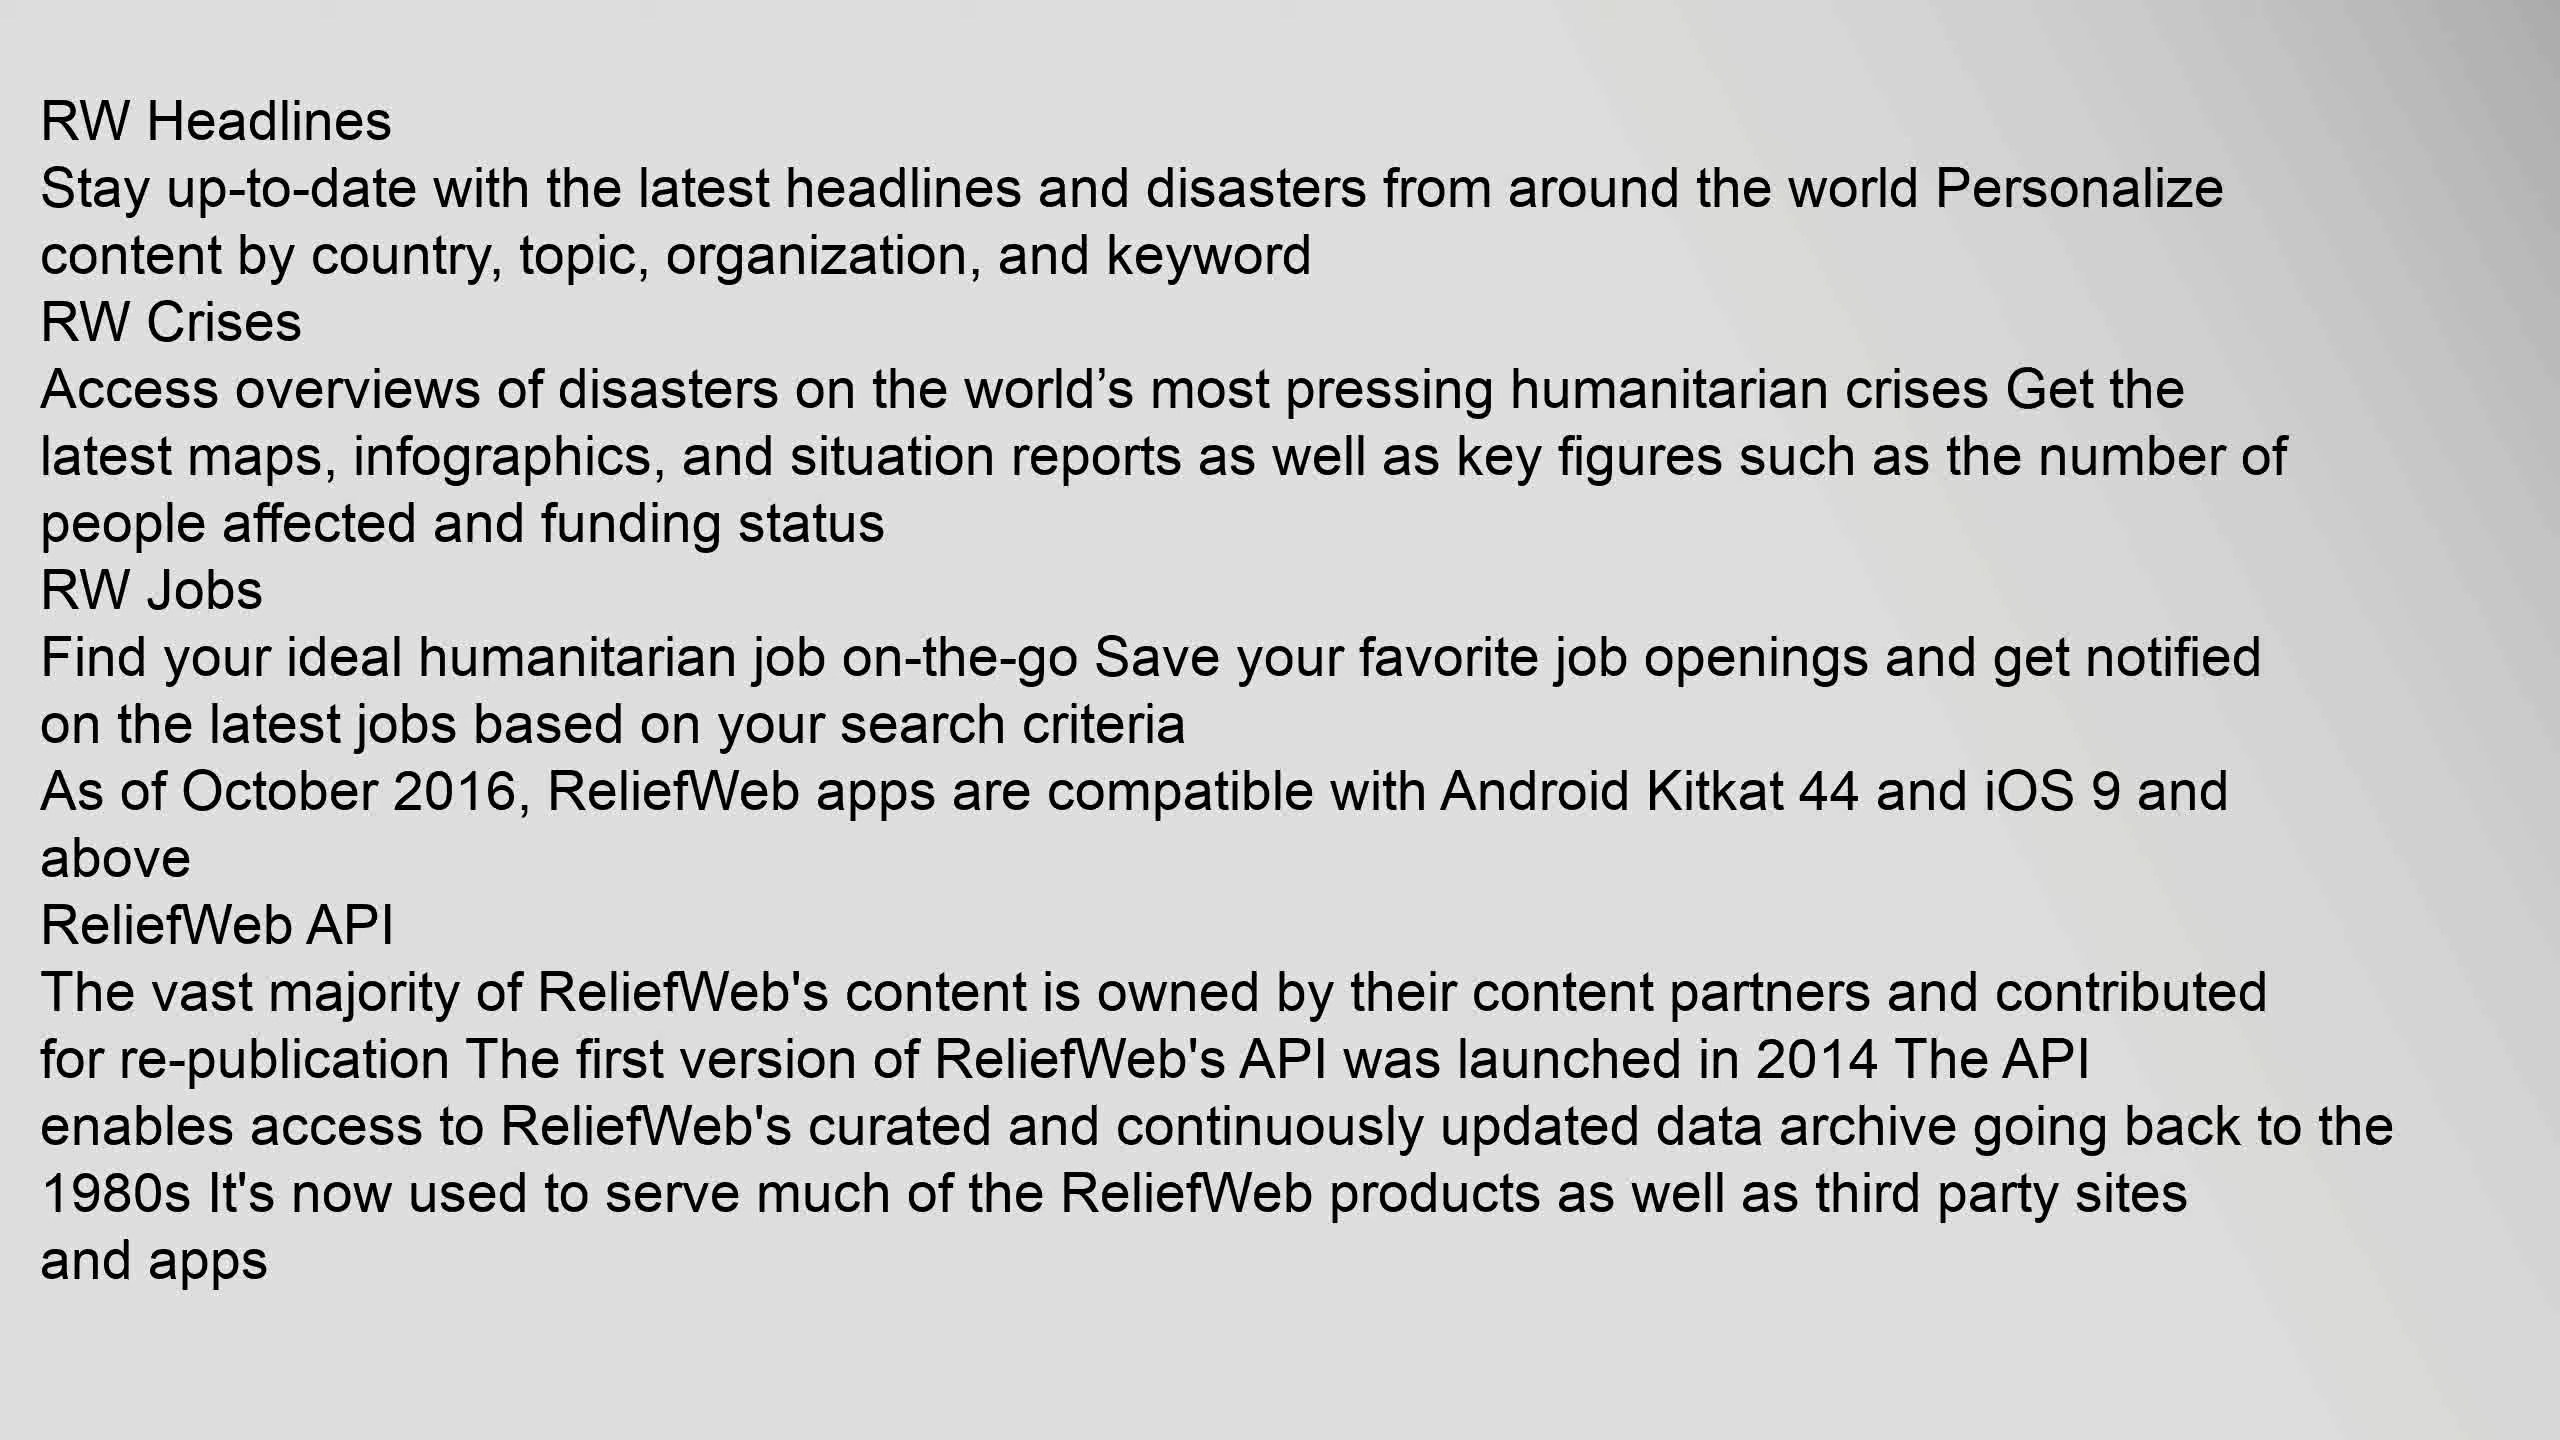 RW Headlines
Stay up-to-date with the latest headlines and disasters from around the world Personalize
content by country, topic, organization, and keyword
RW Crises
Access overviews of disasters on the world’s most pressing humanitarian crises Get the
latest maps, infographics, and situation reports as well as key figures such as the number of
people affected and funding status
RW Jobs
Find your ideal humanitarian job on-the-go Save your favorite job openings and get notified
on the latest jobs based on your search criteria
As of October 2016, ReliefWeb apps are compatible with Android Kitkat 44 and iOS 9 and
above
ReliefWeb API
The vast majority of ReliefWeb's content is owned by their content partners and contributed
for re-publication The first version of ReliefWeb's API was launched in 2014 The API
enables access to ReliefWeb's curated and continuously updated data archive going back to the
1980s It's now used to serve much of the ReliefWeb products as well as third party sites
and apps